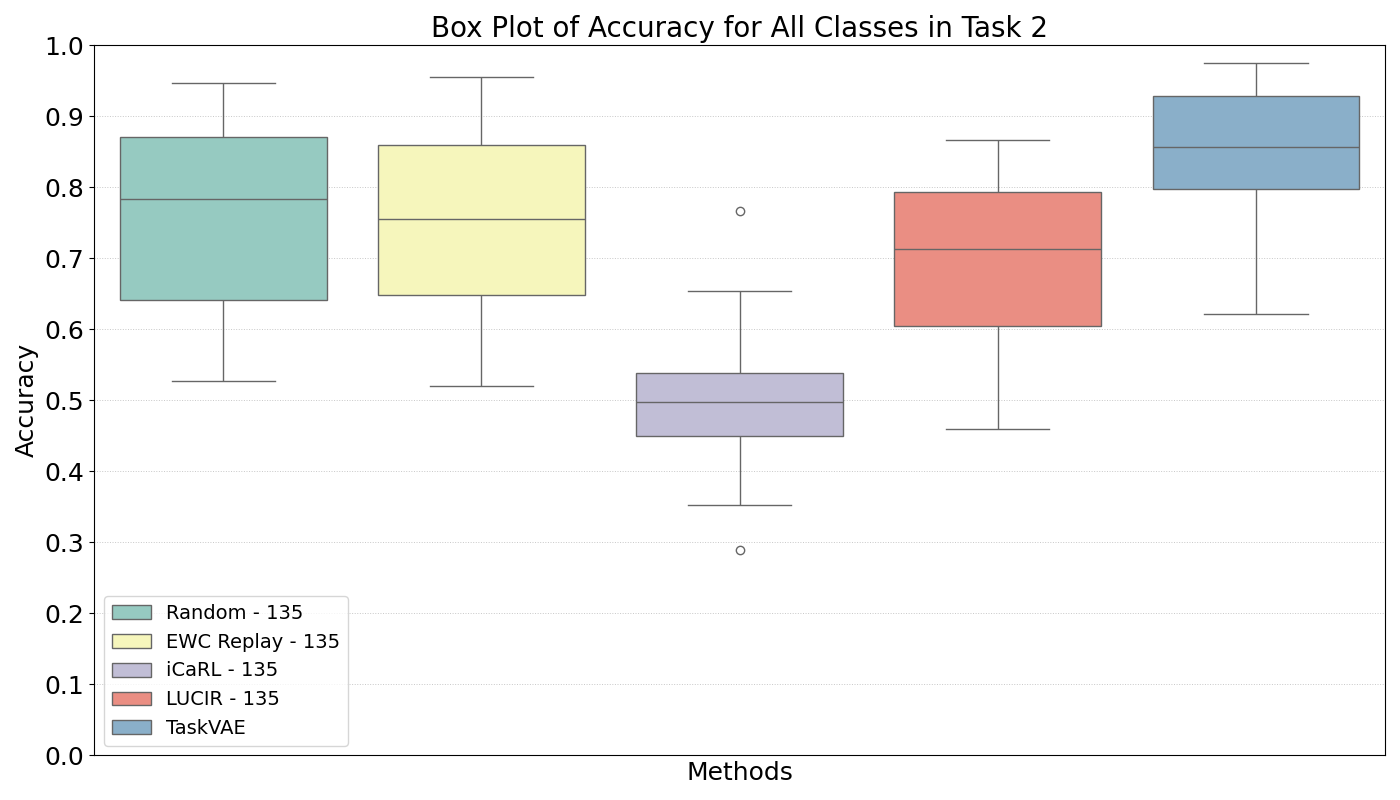 Box Plot of Accuracy for All Classes in Task 2
1.0
0.9
0.8
0.7
0.6
0.5
0.4
0.3
0.2
0.1
0.0
Accuracy
Random - 135
EWC Replay - 135
iCaRL - 135
LUCIR - 135
TaskVAE
Methods